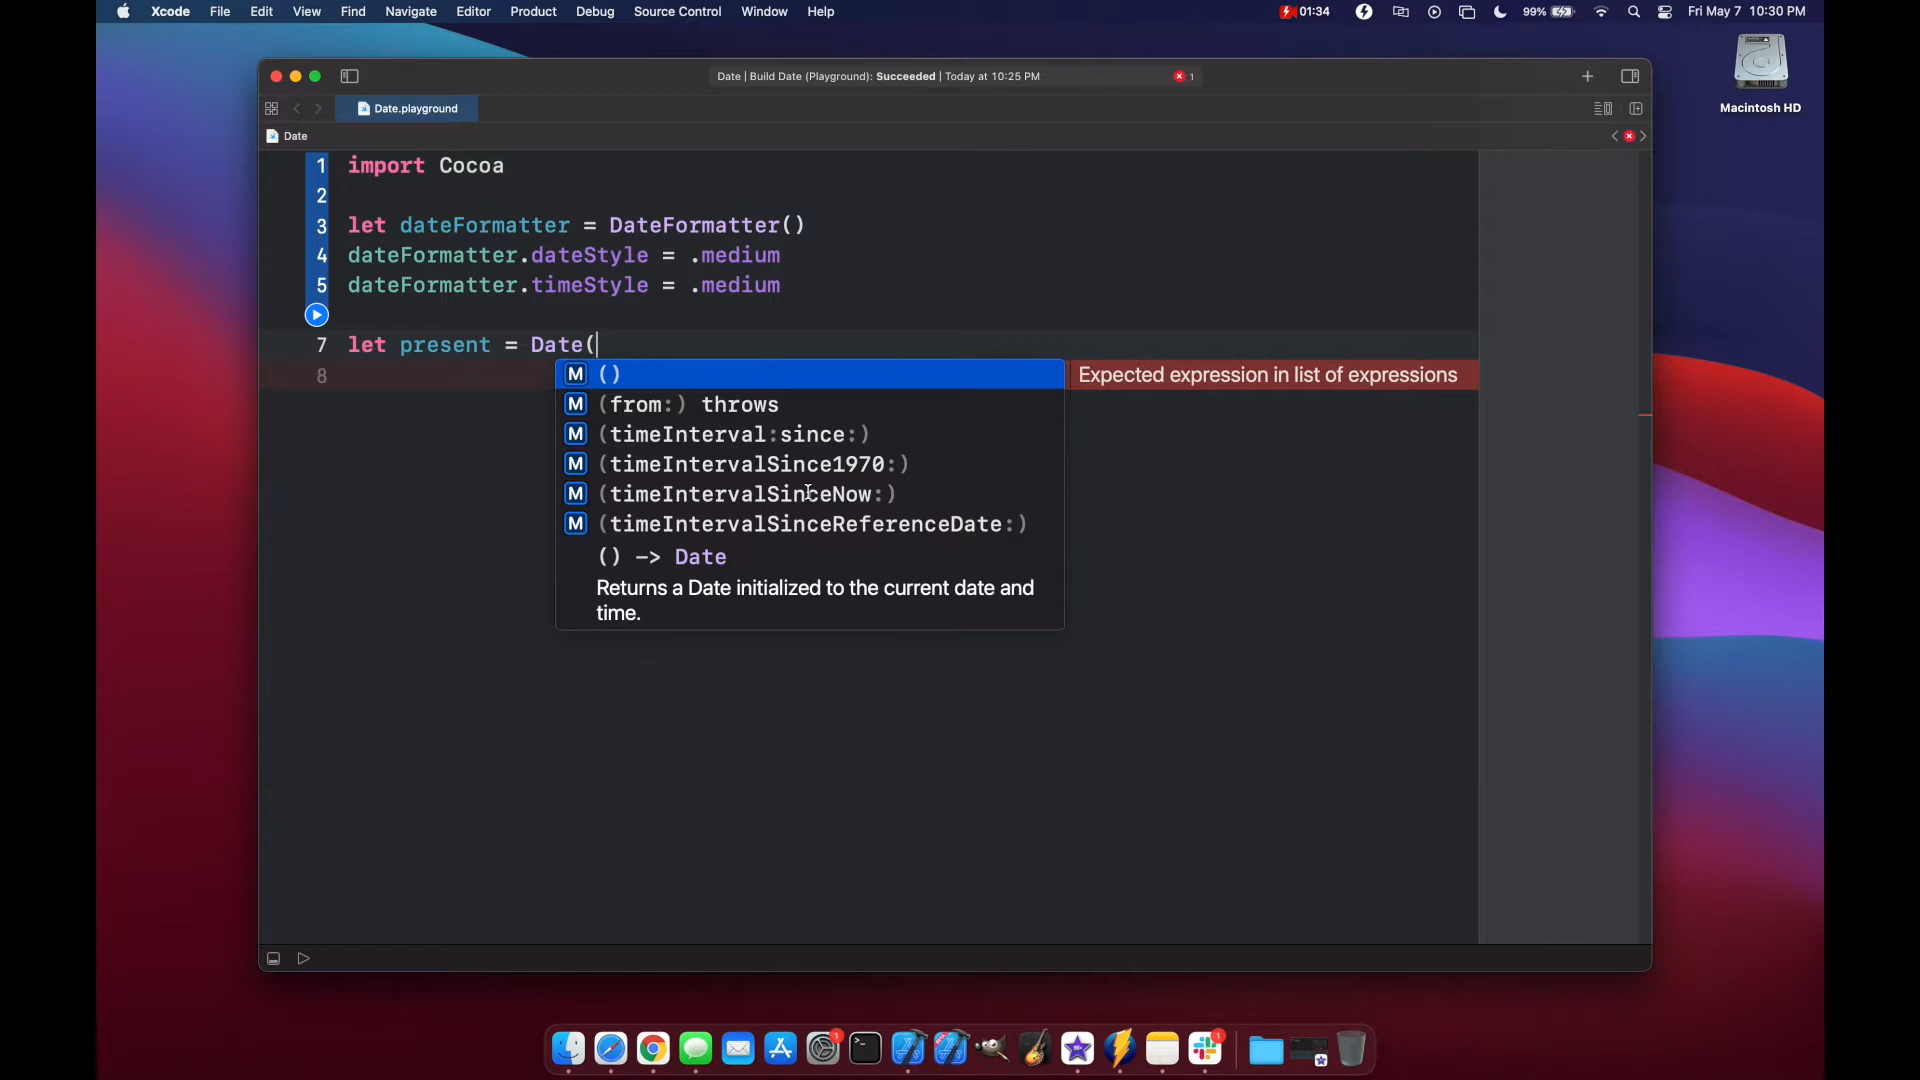 Xcode File Edit View Find Navigate Editor Product Debug Source Control Window Help 01:34 99% Fri May 7 10:30 PM
Macintosh HD
Date | Build Date (Playground): Succeeded | Today at 10:25 PM 1
Date.playground
Date
1 import Cocoa
2
3 let dateFormatter = DateFormatter()
4 dateFormatter.dateStyle = .medium
5 dateFormatter.timeStyle = .medium
7 let present = Date(
8 Expected expression in list of expressions
M ()
M (from:) throws
M (timeInterval:since:)
M (timeIntervalSince1970:)
M (timeIntervalSinceNow:)
M (timeIntervalSinceReferenceDate:)
() -> Date
Returns a Date initialized to the current date and
time.
1 1